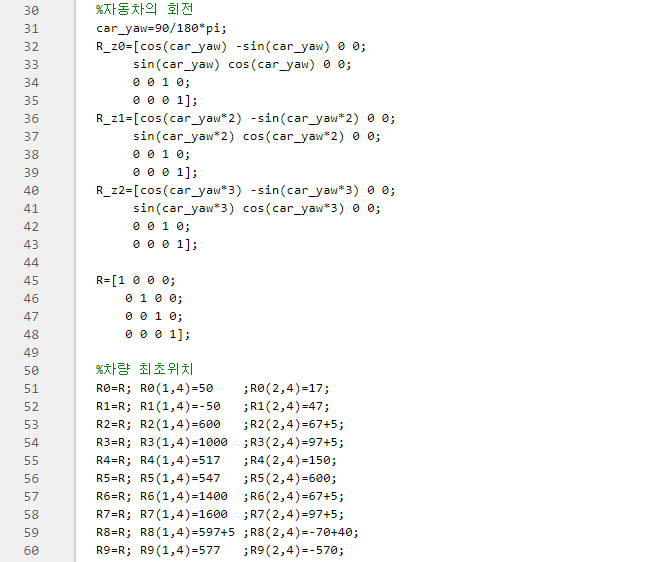 30 %자동차의 회전
31 car_yaw=90/180*pi;
32 R_z0=[cos(car_yaw) -sin(car_yaw) 0 0;
33 sin(car_yaw) cos(car_yaw) 0 0;
34 0 0 1 0;
35 0 0 0 1];
36 R_z1=[cos(car_yaw*2) -sin(car_yaw*2) 0 0;
37 sin(car_yaw*2) cos(car_yaw*2) 0 0;
38 0 0 1 0;
39 0 0 0 1];
40 R_z2=[cos(car_yaw*3) -sin(car_yaw*3) 0 0;
41 sin(car_yaw*3) cos(car_yaw*3) 0 0;
42 0 0 1 0;
43 0 0 0 1];
44
45 R=[1 0 0 0;
46 0 1 0 0;
47 0 0 1 0;
48 0 0 0 1];
49
50 %차량 최초위치
51 R0=R; R0(1,4)=50 ;R0(2,4)=17;
52 R1=R; R1(1,4)=-50 ;R1(2,4)=47;
53 R2=R; R2(1,4)=600 ;R2(2,4)=67+5;
54 R3=R; R3(1,4)=1000 ;R3(2,4)=97+5;
55 R4=R; R4(1,4)=517 ;R4(2,4)=150;
56 R5=R; R5(1,4)=547 ;R5(2,4)=600;
57 R6=R; R6(1,4)=1400 ;R6(2,4)=67+5;
58 R7=R; R7(1,4)=1600 ;R7(2,4)=97+5;
59 R8=R; R8(1,4)=597+5 ;R8(2,4)=-70+40;
60 R9=R; R9(1,4)=577 ;R9(2,4)=-570;